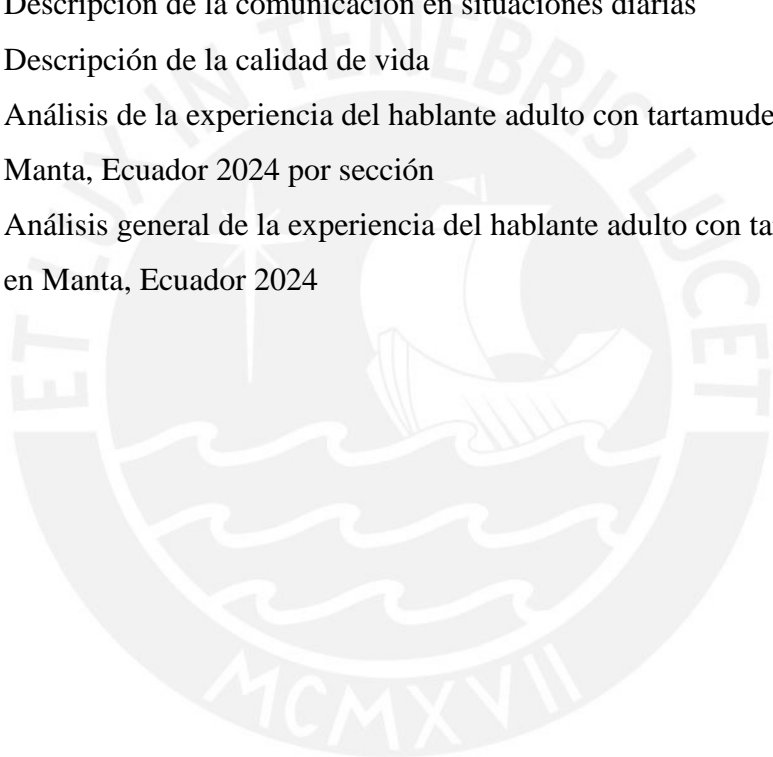 Descripción de la comunicación en situaciones diarias
Descripción de la calidad de vida
Análisis de la experiencia del hablante adulto con tartamude
Manta, Ecuador 2024 por sección
Análisis general de la experiencia del hablante adulto con ta
en Manta, Ecuador 2024
ET LUX IN TENEBRIS LUCET
MCMXVII